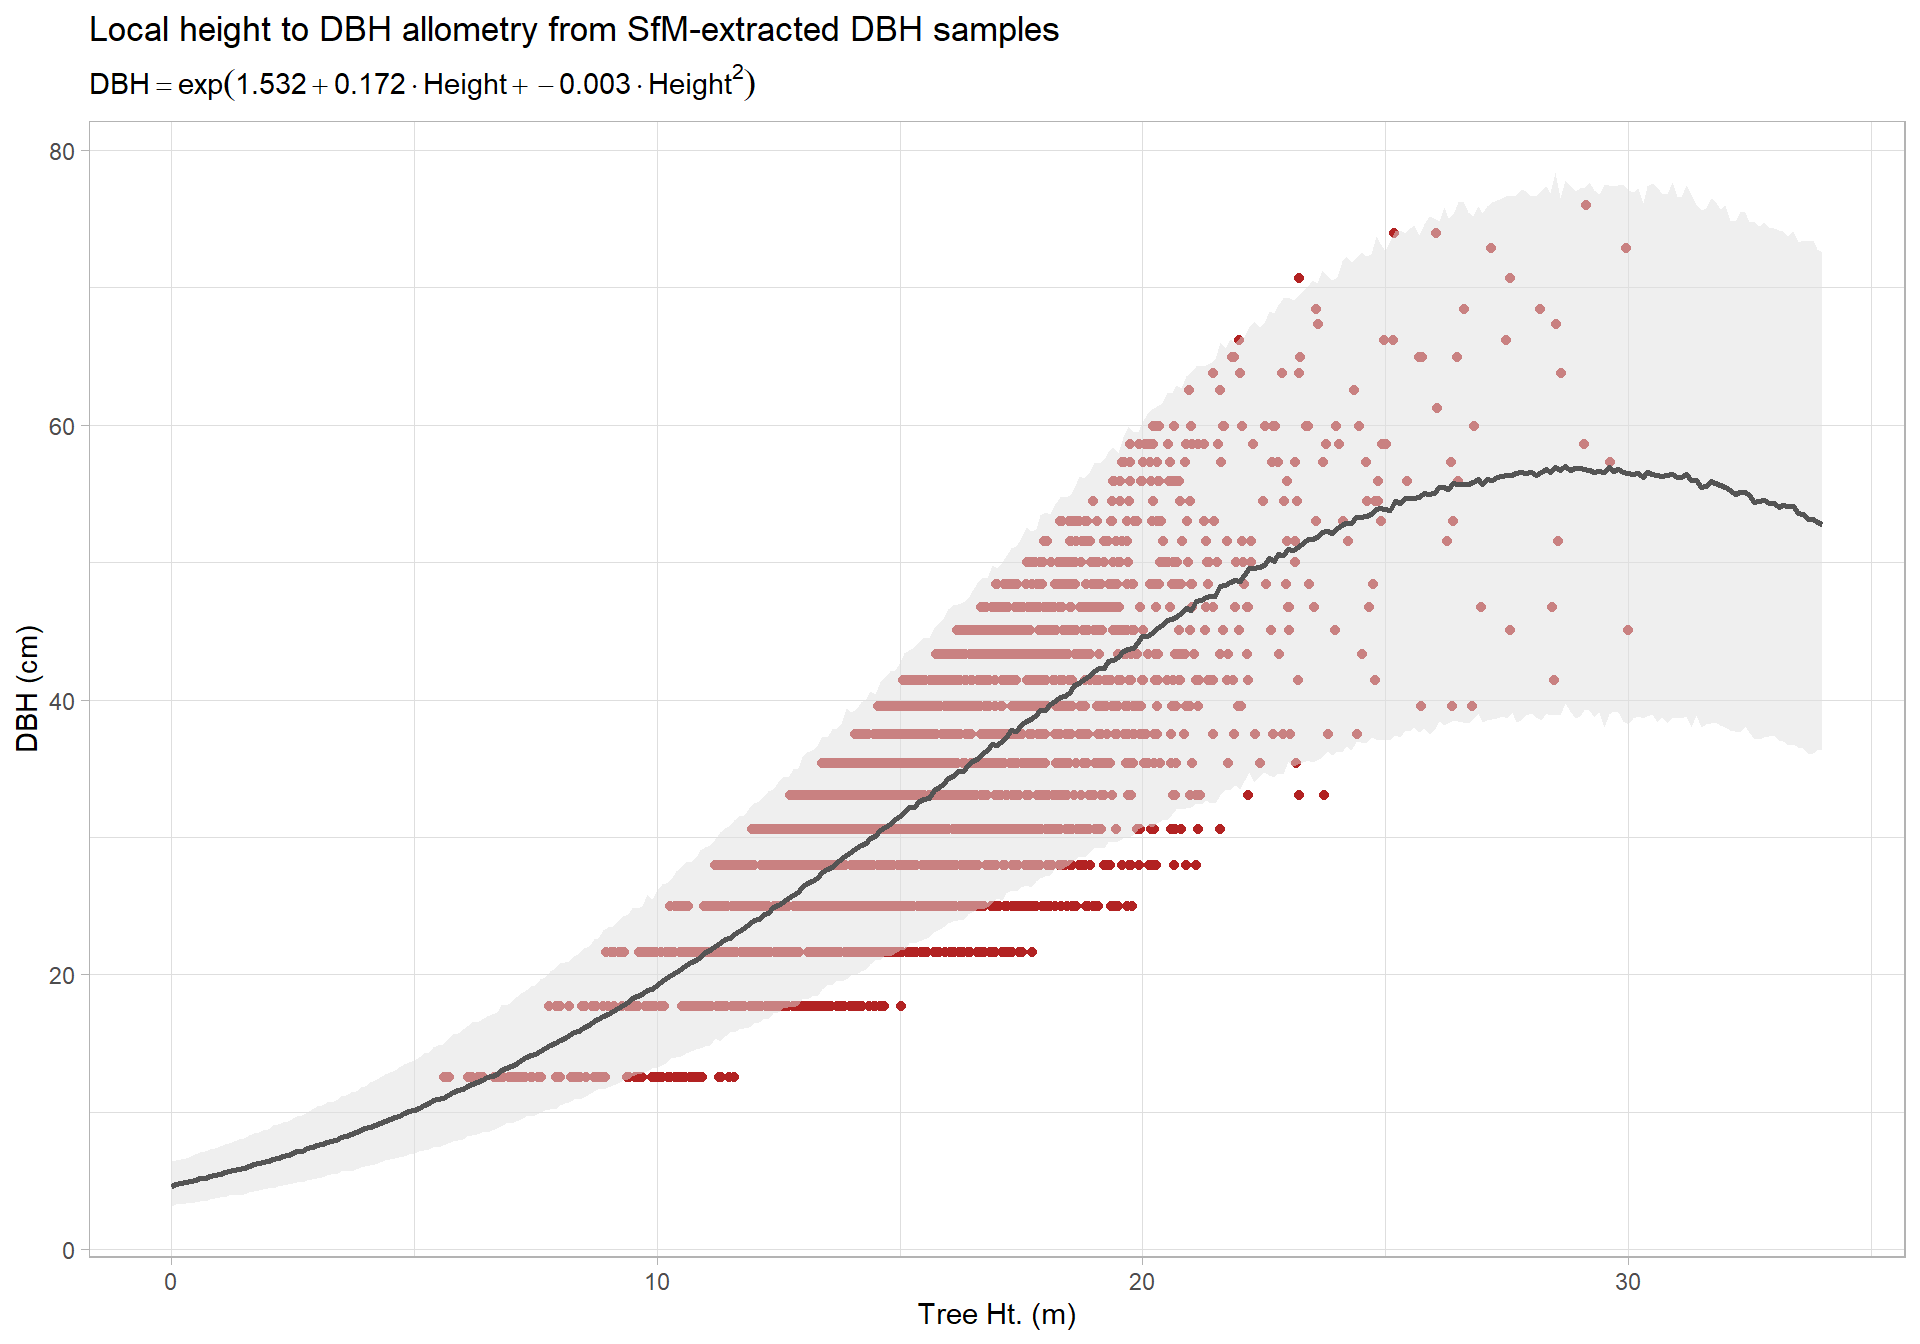 Local height to DBH allometry from SfM-extracted DBH samples
DBH = exp(1.532 + 0.172 · Height + − 0.003 · Height²)
80
60
40
20
0
DBH (cm)
0 10 20 30
Tree Ht. (m)